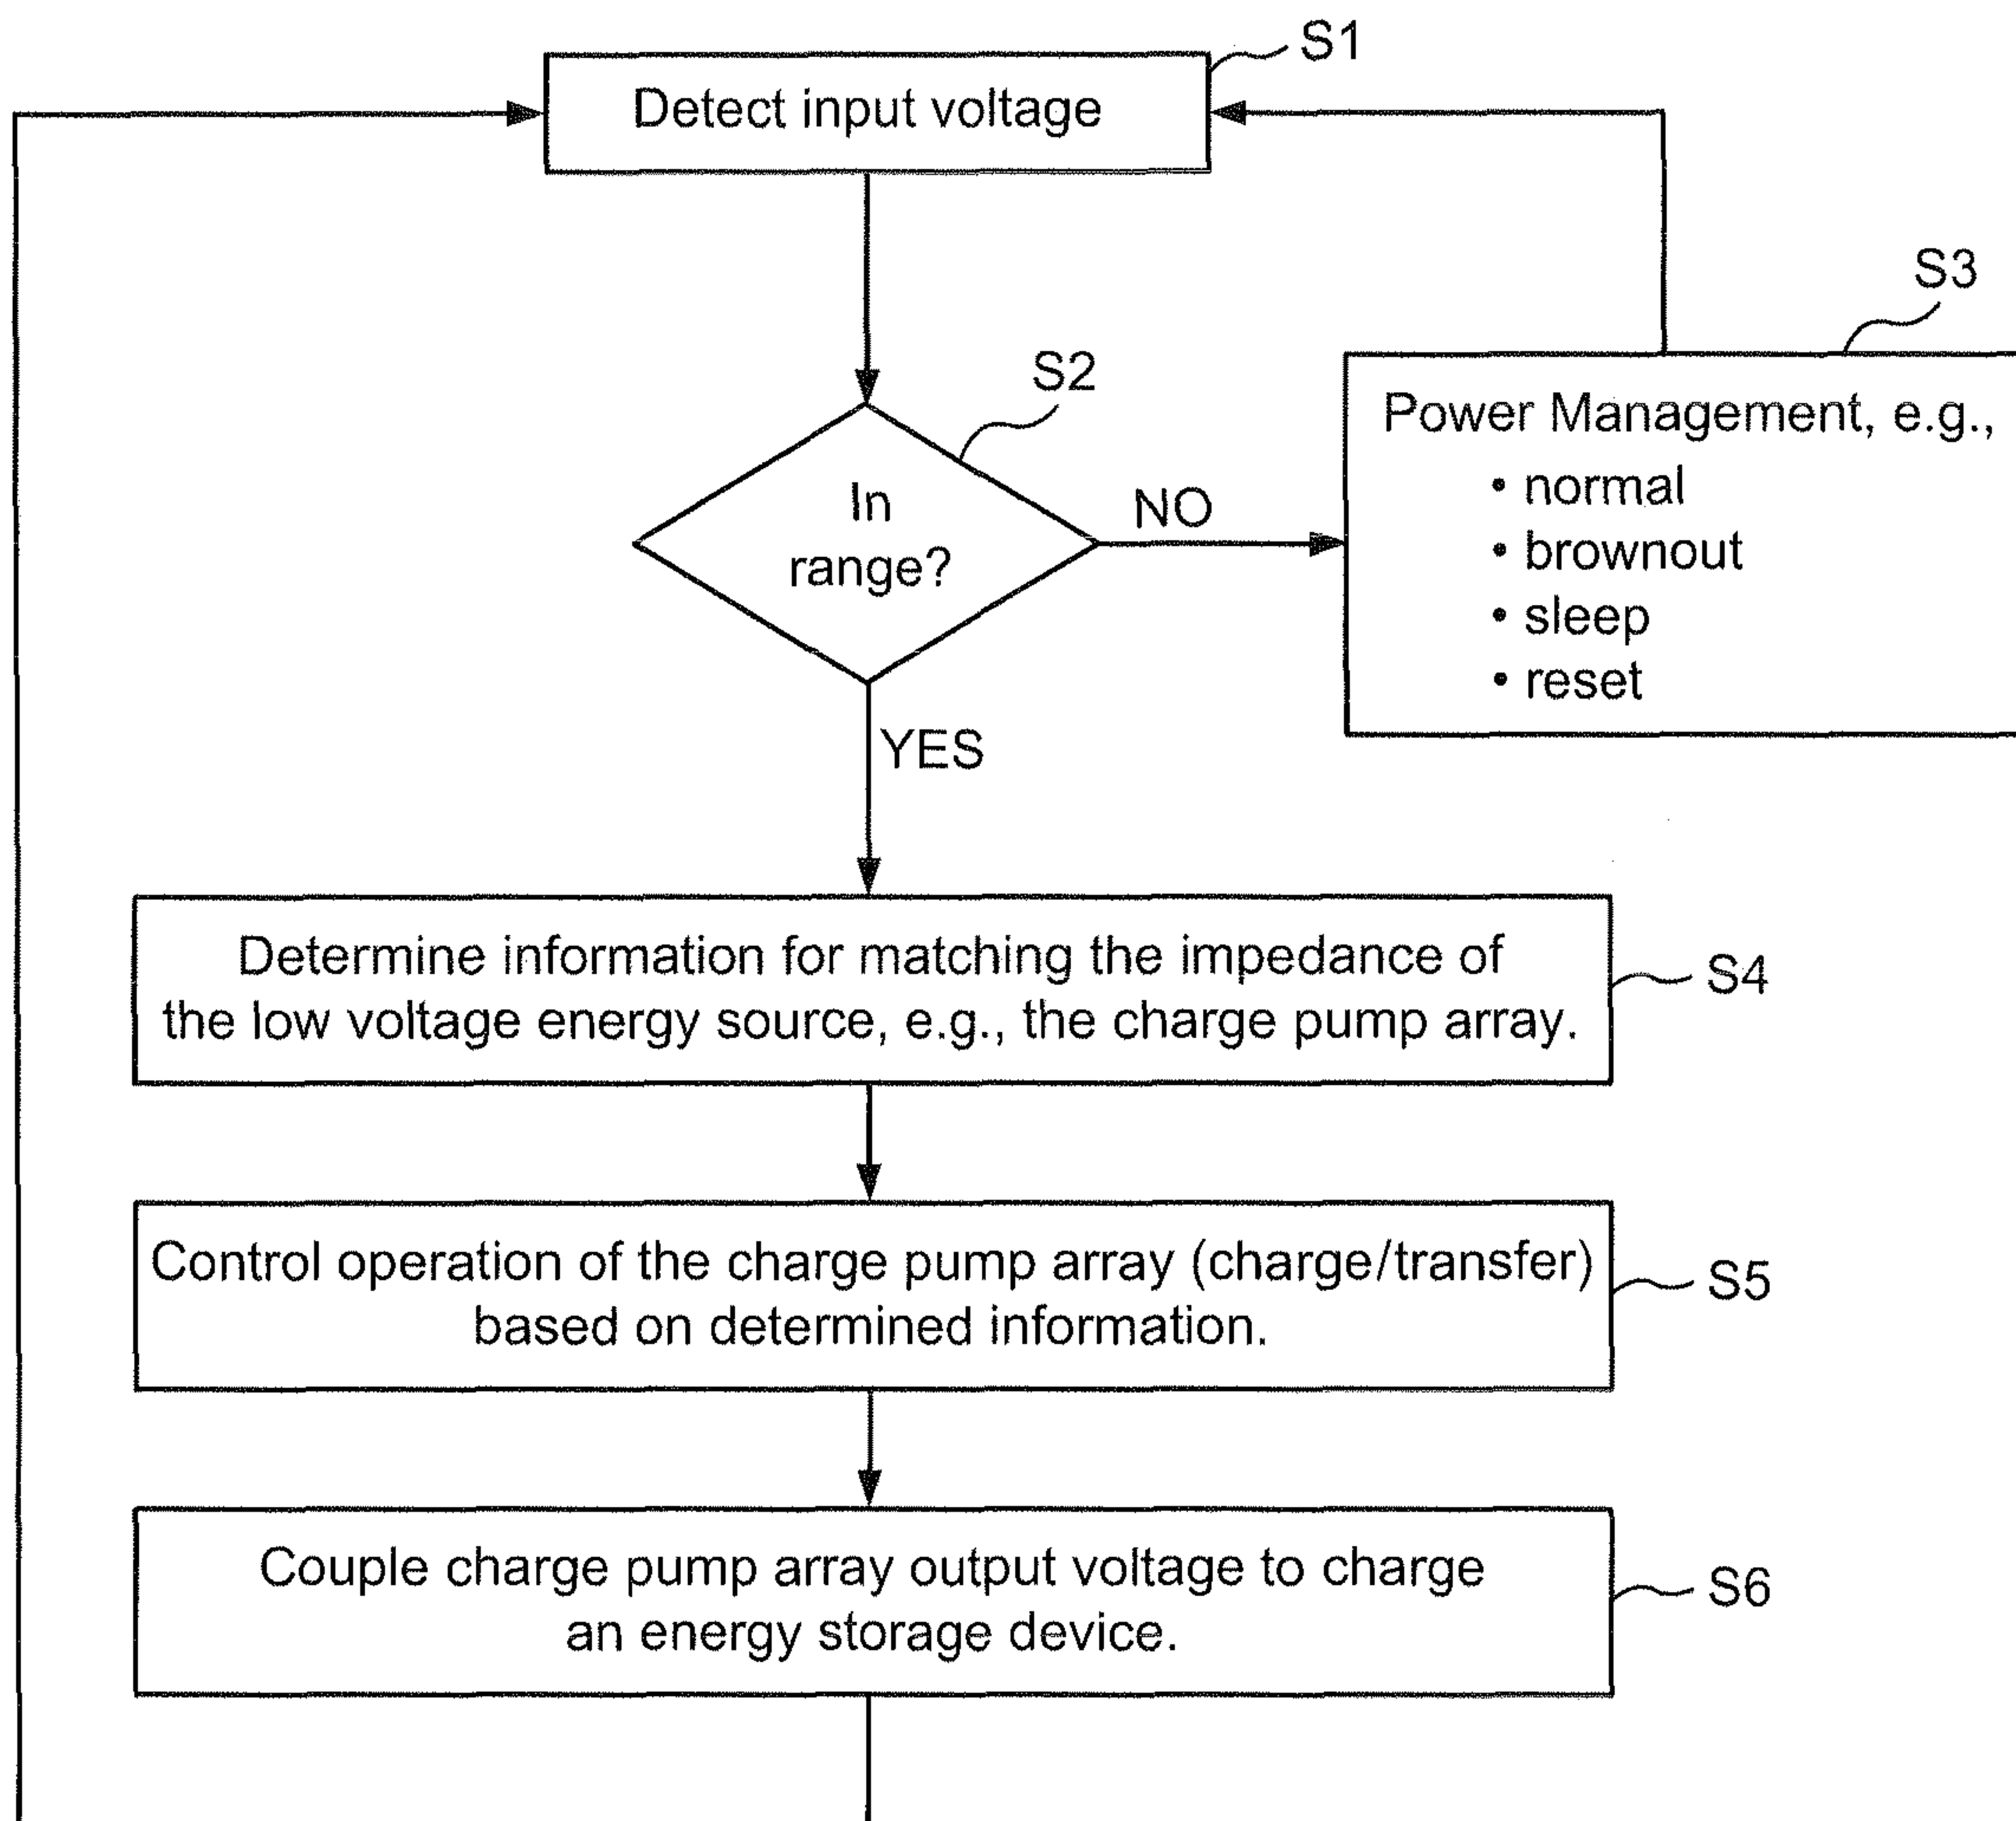 S1
Detect input voltage
S3
S2
Power Management, e.g.,
• normal
• brownout
• sleep
• reset
In
range?
NO
YES
Determine information for matching the impedance of
the low voltage energy source, e.g., the charge pump array.
S4
Control operation of the charge pump array (charge/transfer)
based on determined information.
S5
Couple charge pump array output voltage to charge
an energy storage device.
S6